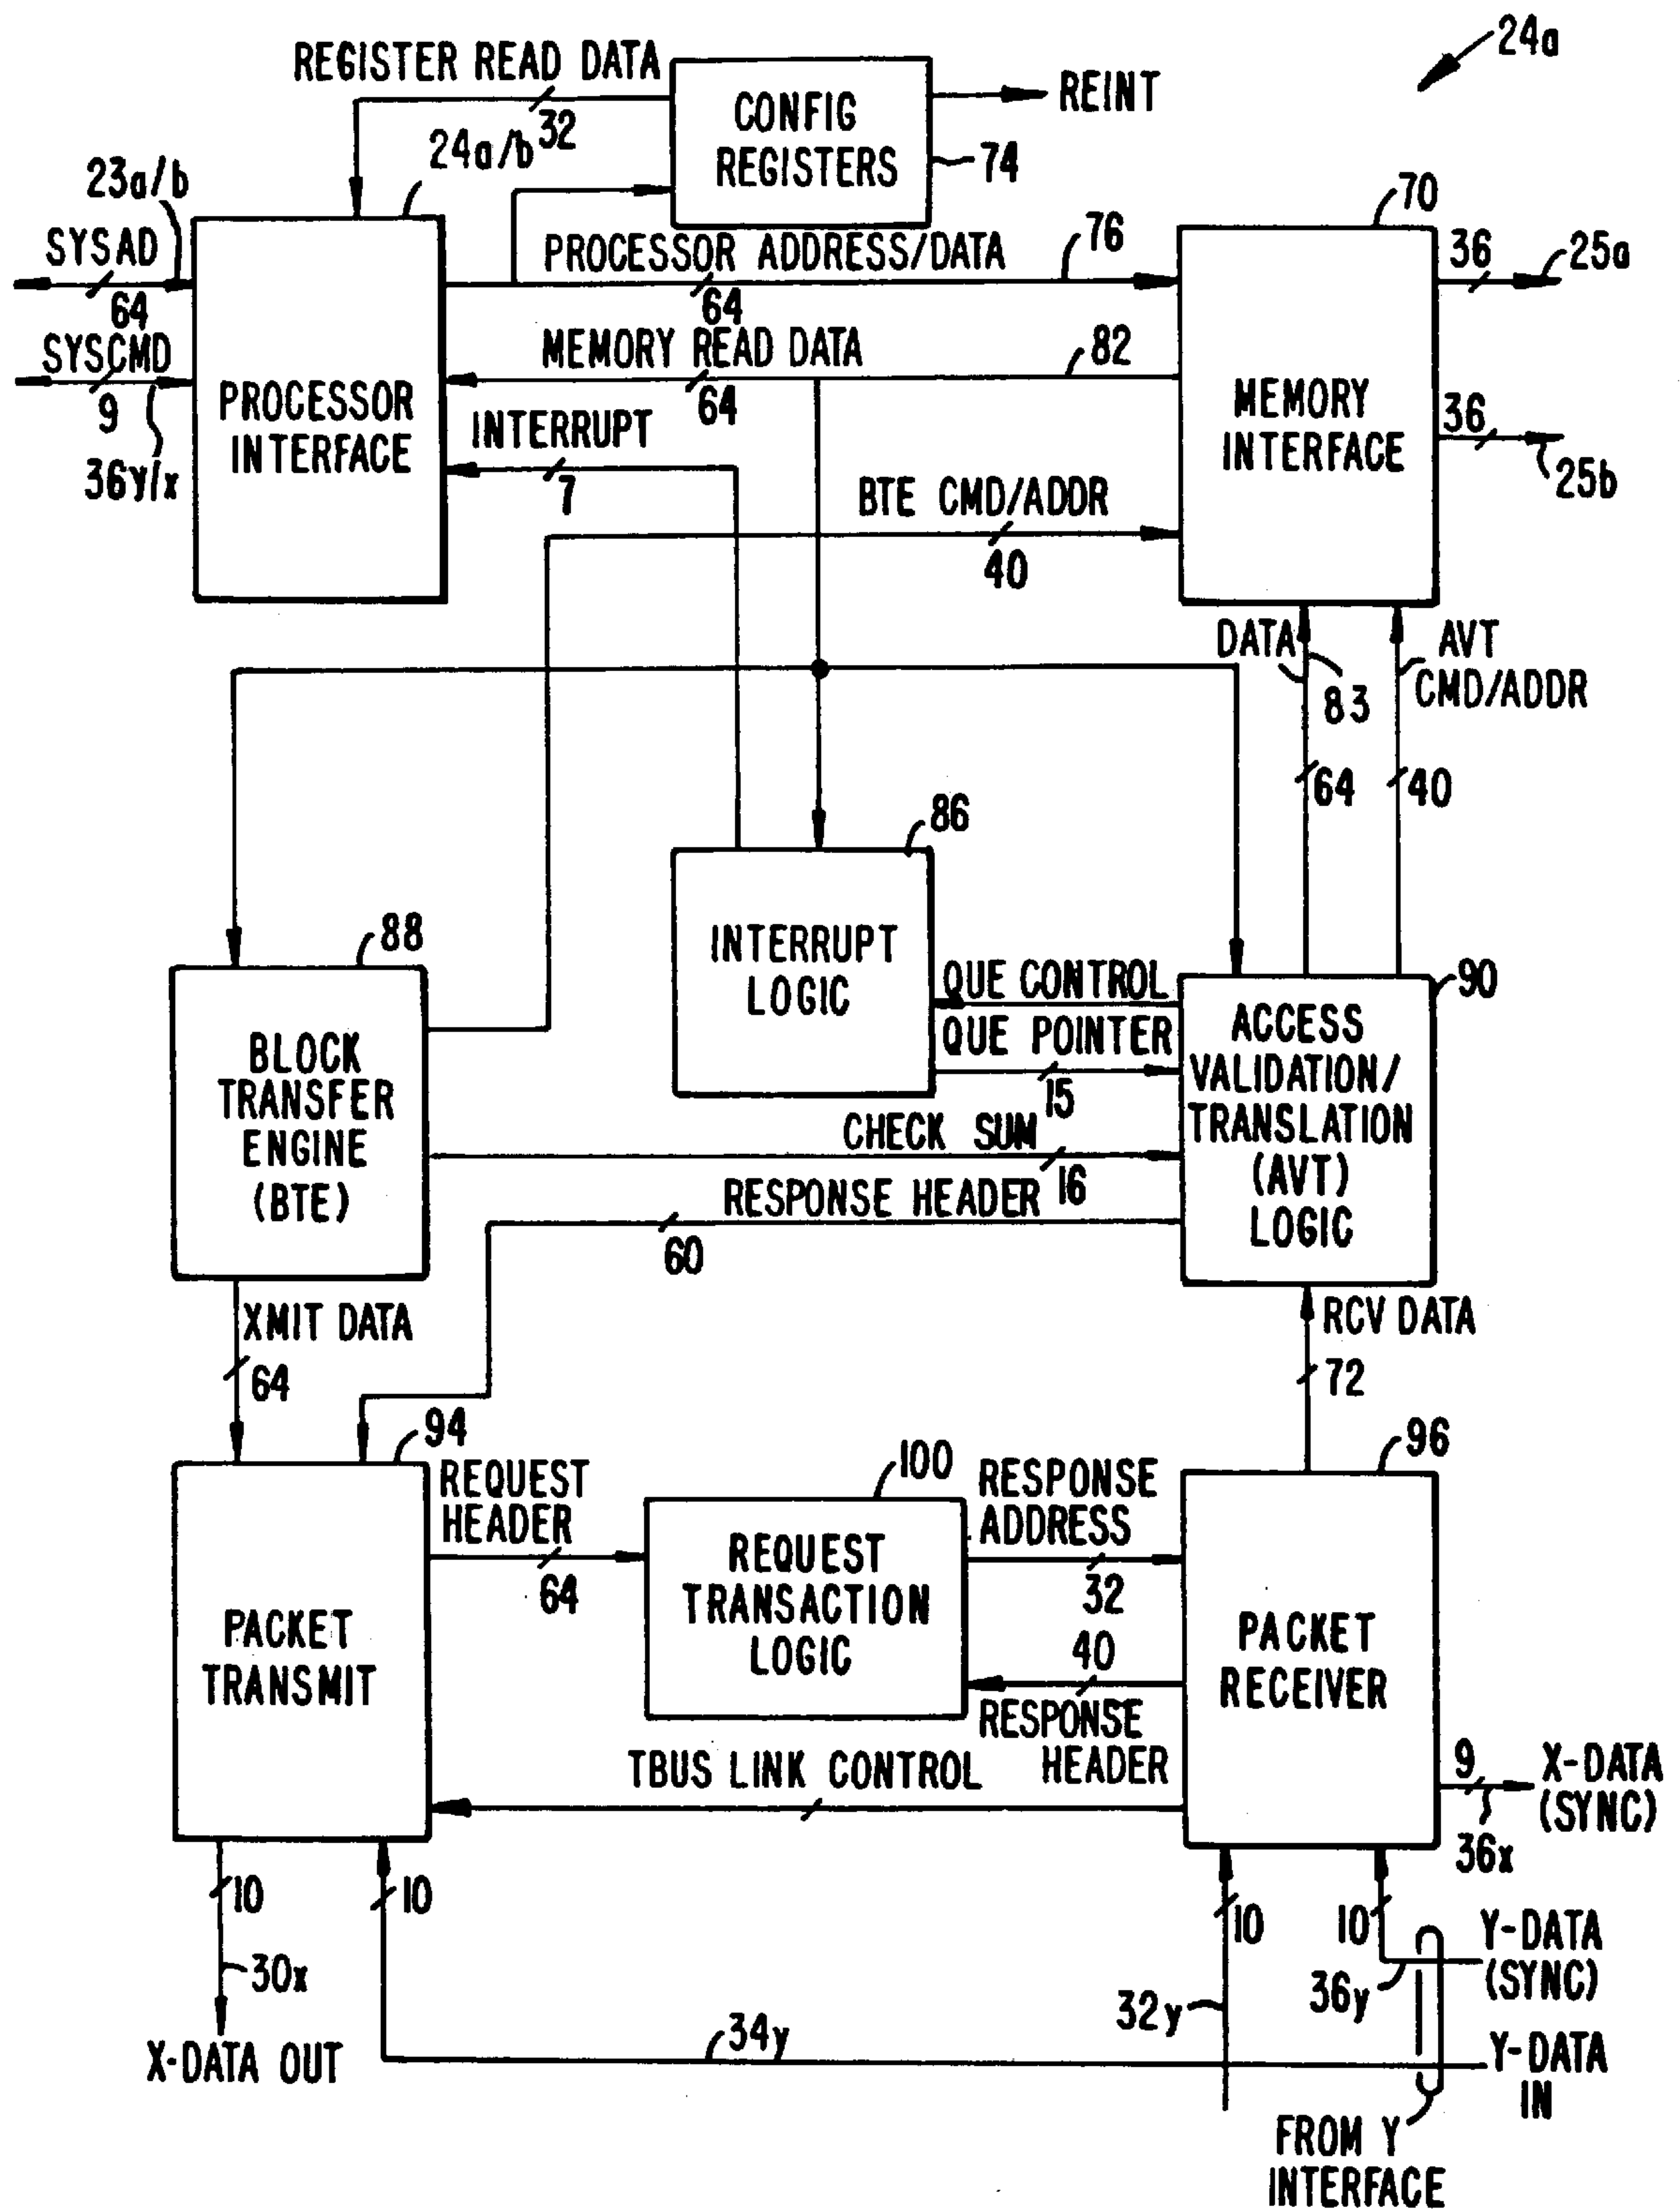 24a
REGISTER READ DATA
32
CONFIG
REGISTERS
REINT
74
24a/b
23a/b
SYSAD
64
SYSCMD
9
36y/x
PROCESSOR
INTERFACE
PROCESSOR ADDRESS/DATA
64
76
MEMORY READ DATA
64
82
INTERRUPT
7
BTE CMD/ADDR
40
70
MEMORY
INTERFACE
36
25a
36
25b
DATA
83
64
AVT
CMD/ADDR
40
86
INTERRUPT
LOGIC
QUE CONTROL
QUE POINTER
15
88
BLOCK
TRANSFER
ENGINE
(BTE)
CHECK SUM
16
RESPONSE HEADER
60
90
ACCESS
VALIDATION/
TRANSLATION
(AVT)
LOGIC
XMIT DATA
64
RCV DATA
72
94
PACKET
TRANSMIT
REQUEST
HEADER
64
100
REQUEST
TRANSACTION
LOGIC
RESPONSE
ADDRESS
32
40
RESPONSE
HEADER
96
PACKET
RECEIVER
TBUS LINK CONTROL
9
X-DATA
(SYNC)
36x
10
30x
X-DATA OUT
10
34y
10
32y
10
36y
Y-DATA
(SYNC)
Y-DATA
IN
FROM Y
INTERFACE